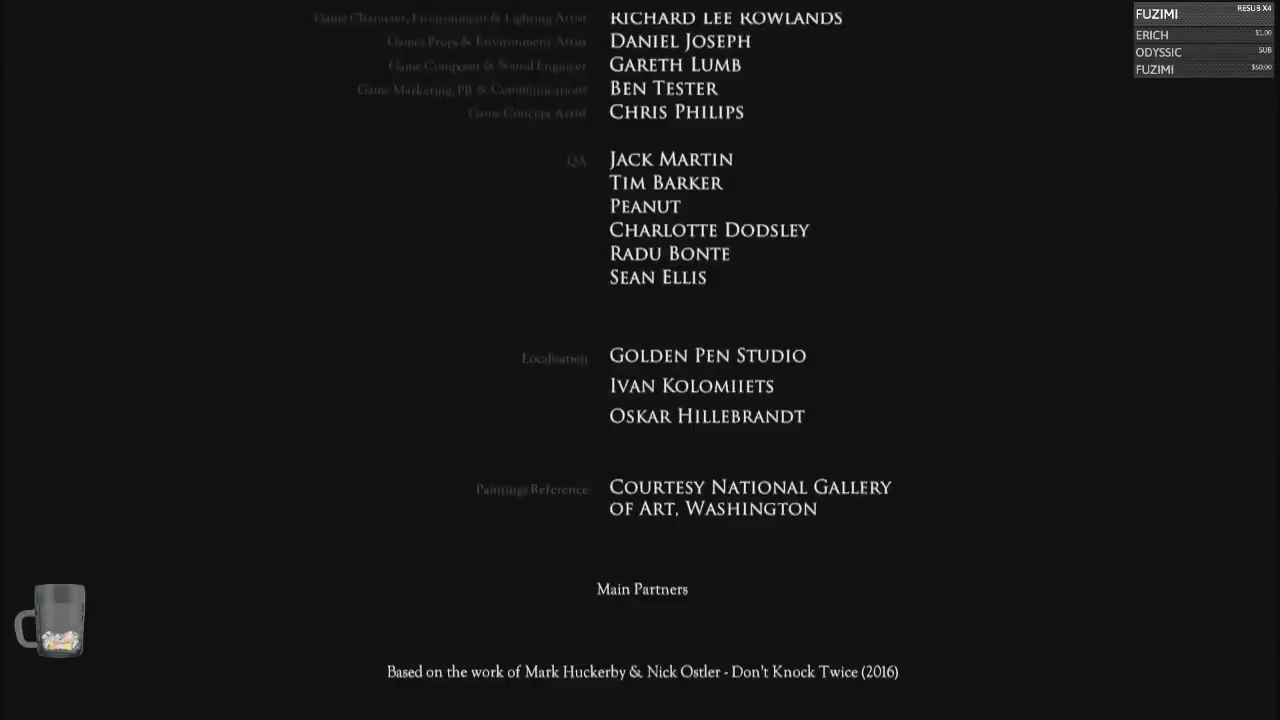 Game Character, Environment & Lighting Artist RICHARD LEE ROWLANDS
Games Props & Environment Artist DANIEL JOSEPH
Game Composer & Sound Engineer GARETH LUMB
Game Marketing, PR & Communications BEN TESTER
Game Concept Artist CHRIS PHILIPS
QA JACK MARTIN
TIM BARKER
PEANUT
CHARLOTTE DODSLEY
RADU BONTE
SEAN ELLIS
Localisation GOLDEN PEN STUDIO
IVAN KOLOMIIETS
OSKAR HILLEBRANDT
Paintings Reference COURTESY NATIONAL GALLERY
OF ART, WASHINGTON
Main Partners
Based on the work of Mark Huckerby & Nick Ostler - Don't Knock Twice (2016)
FUZIMI RESUB X4
ERICH $1.00
ODYSSIC SUB
FUZIMI $50.00